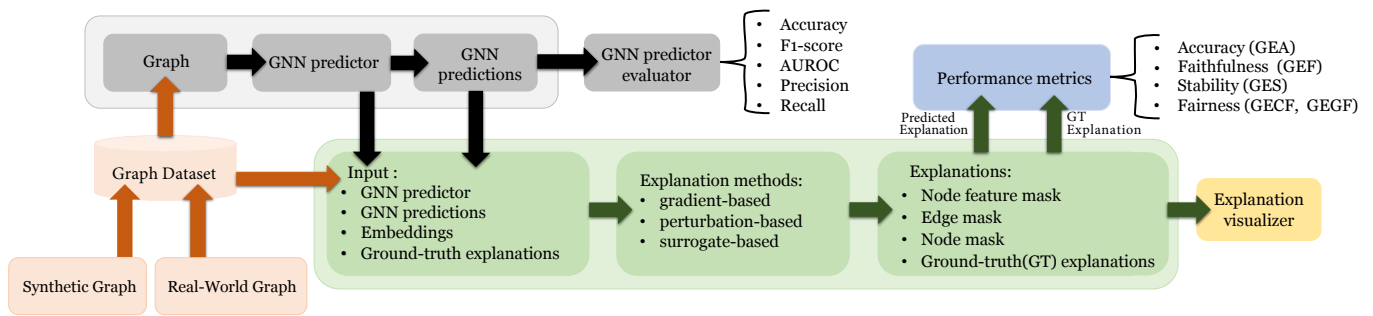 Graph
GNN predictor
GNN
predictions
GNN predictor
evaluator
• Accuracy
• F1-score
• AUROC
• Precision
• Recall
Performance metrics
• Accuracy (GEA)
• Faithfulness (GEF)
• Stability (GES)
• Fairness (GECF, GEGF)
Predicted
Explanation
GT
Explanation
Graph Dataset
Input :
• GNN predictor
• GNN predictions
• Embeddings
• Ground-truth explanations
Explanation methods:
• gradient-based
• perturbation-based
• surrogate-based
Explanations:
• Node feature mask
• Edge mask
• Node mask
• Ground-truth(GT) explanations
Explanation
visualizer
Synthetic Graph
Real-World Graph